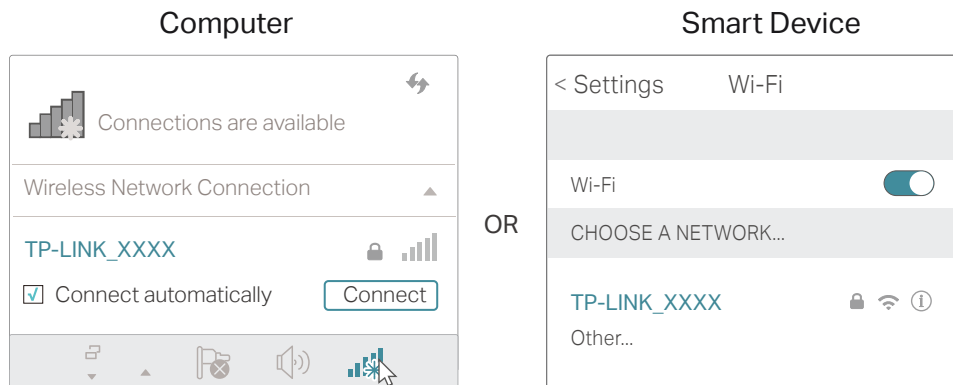 Computer
Connections are available
Wireless Network Connection
TP-LINK_XXXX
Connect automatically
Connect
OR
Smart Device
< Settings
Wi-Fi
Wi-Fi
CHOOSE A NETWORK...
TP-LINK_XXXX
Other...